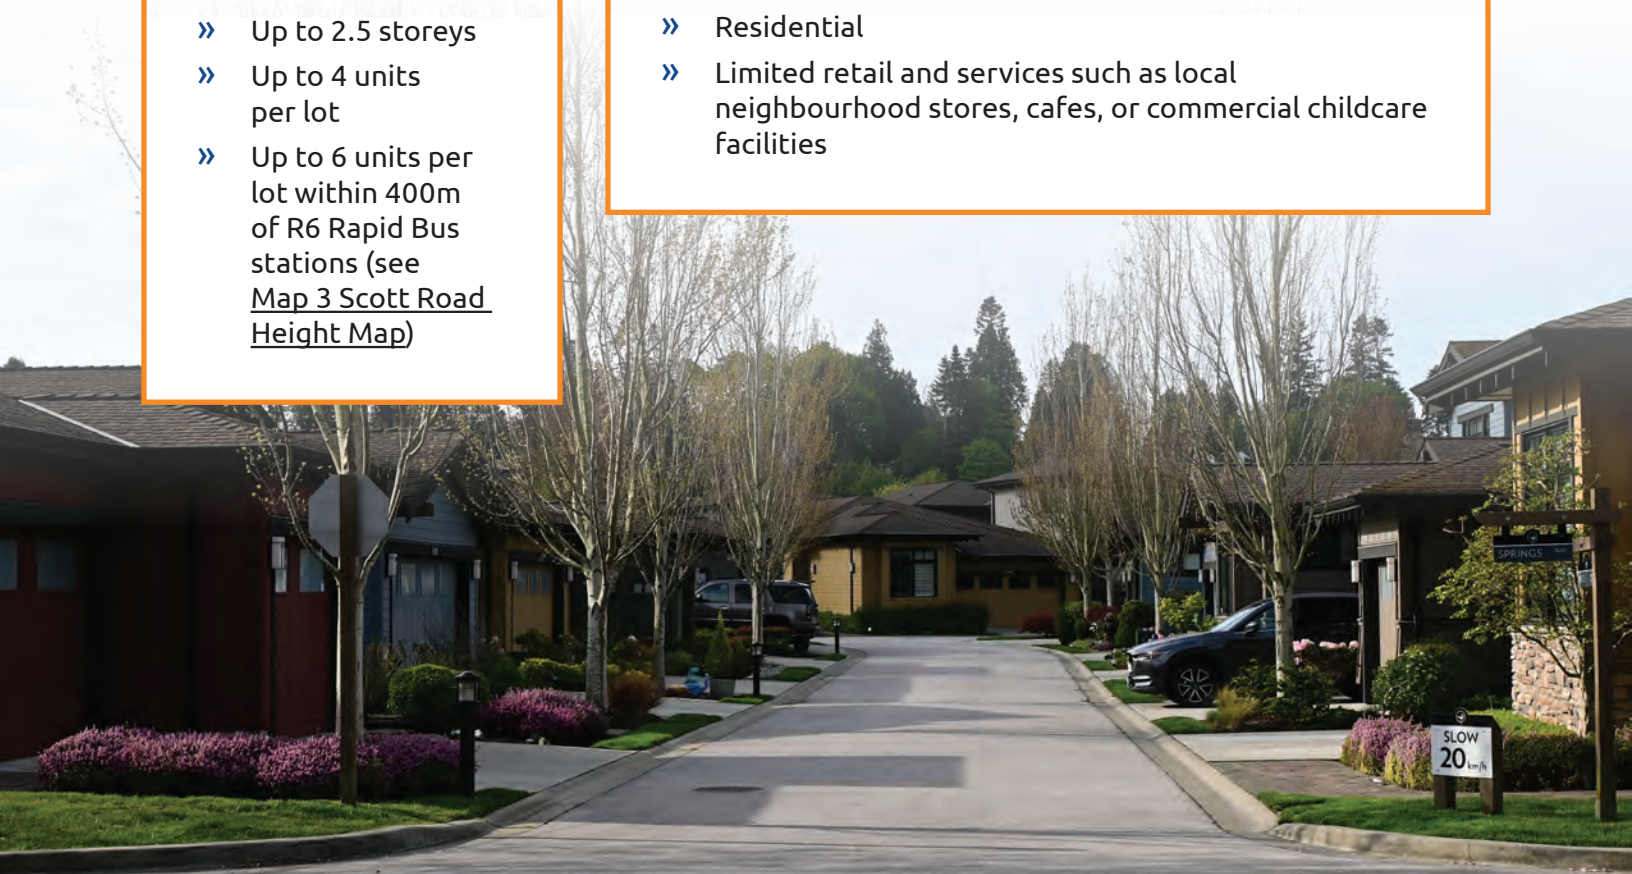 » Up to 2.5 storeys
» Up to 4 units
per lot
» Up to 6 units per
lot within 400m
of R6 Rapid Bus
stations (see
Map 3 Scott Road
Height Map)
» Residential
» Limited retail and services such as local
neighbourhood stores, cafes, or commercial childcare
facilities
SPRINGS
SLOW
20 km/h